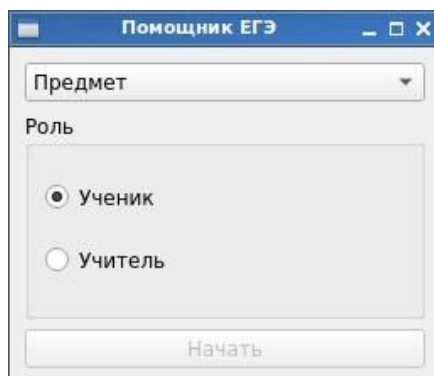 Помощник ЕГЭ
Предмет
Роль
Ученик
Учитель
Начать